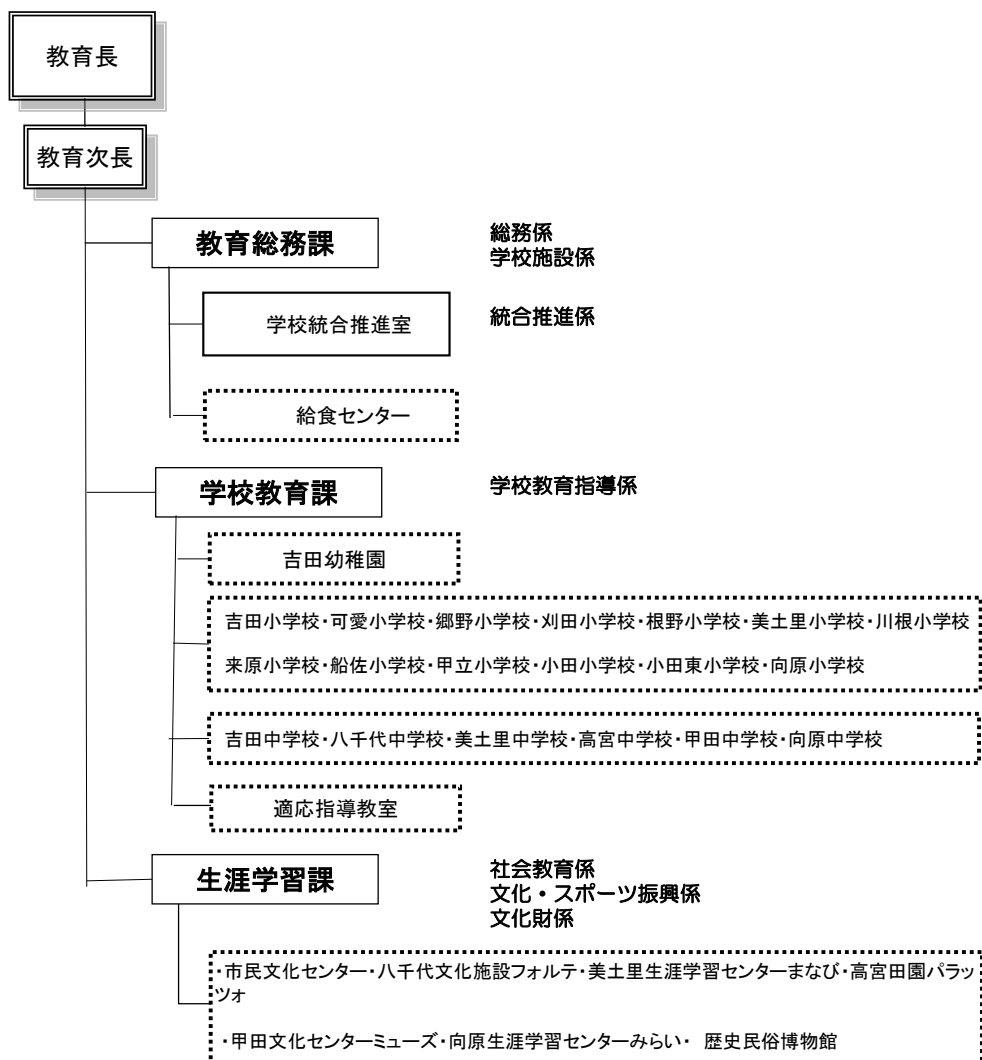 教育長
教育次長
教育総務課
総務係
学校施設係
学校統合推進室
統合推進係
給食センター
学校教育課
学校教育指導係
吉田幼稚園
吉田小学校・可愛小学校・郷野小学校・刈田小学校・根野小学校・美土里小学校・川根小学校
来原小学校・船佐小学校・甲立小学校・小田小学校・小田東小学校・向原小学校
吉田中学校・八千代中学校・美土里中学校・高宮中学校・甲田中学校・向原中学校
適応指導教室
生涯学習課
社会教育係
文化・スポーツ振興係
文化財係
・市民文化センター・八千代文化施設フォルテ・美土里生涯学習センターまなび・高宮田園パラッ
ツォ
・甲田文化センターミューズ・向原生涯学習センターみらい・ 歴史民俗博物館